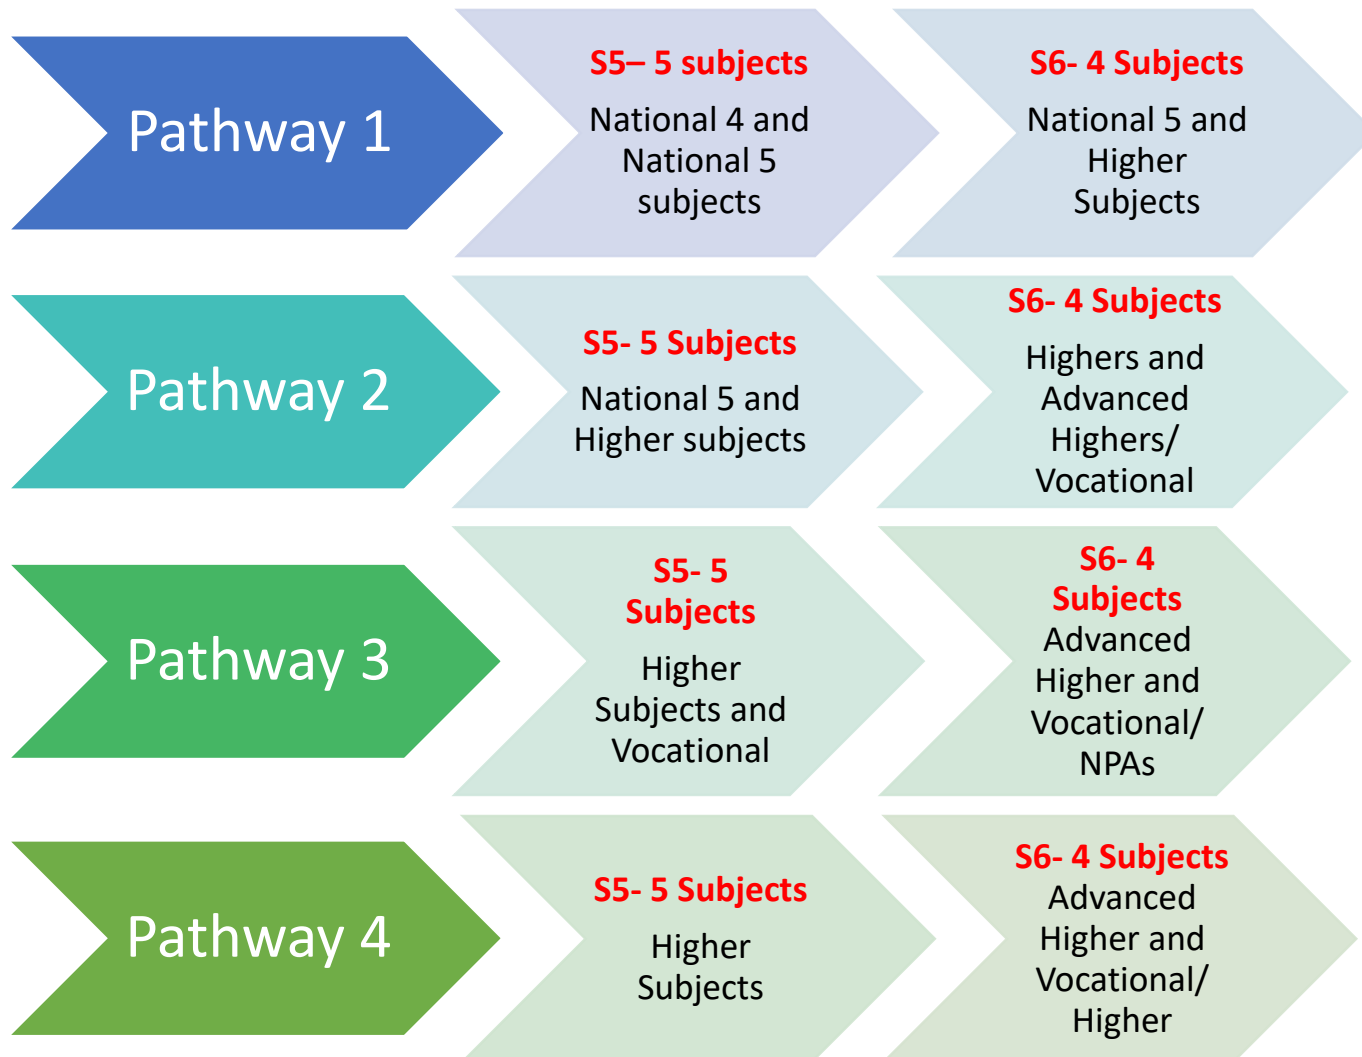 Pathway 1
S5– 5 subjects
National 4 and
National 5
subjects
S6- 4 Subjects
National 5 and
Higher
Subjects
Pathway 2
S5- 5 Subjects
National 5 and
Higher subjects
S6- 4 Subjects
Highers and
Advanced
Highers/
Vocational
Pathway 3
S5- 5
Subjects
Higher
Subjects and
Vocational
S6- 4
Subjects
Advanced
Higher and
Vocational/
NPAs
Pathway 4
S5- 5 Subjects
Higher
Subjects
S6- 4 Subjects
Advanced
Higher and
Vocational/
Higher